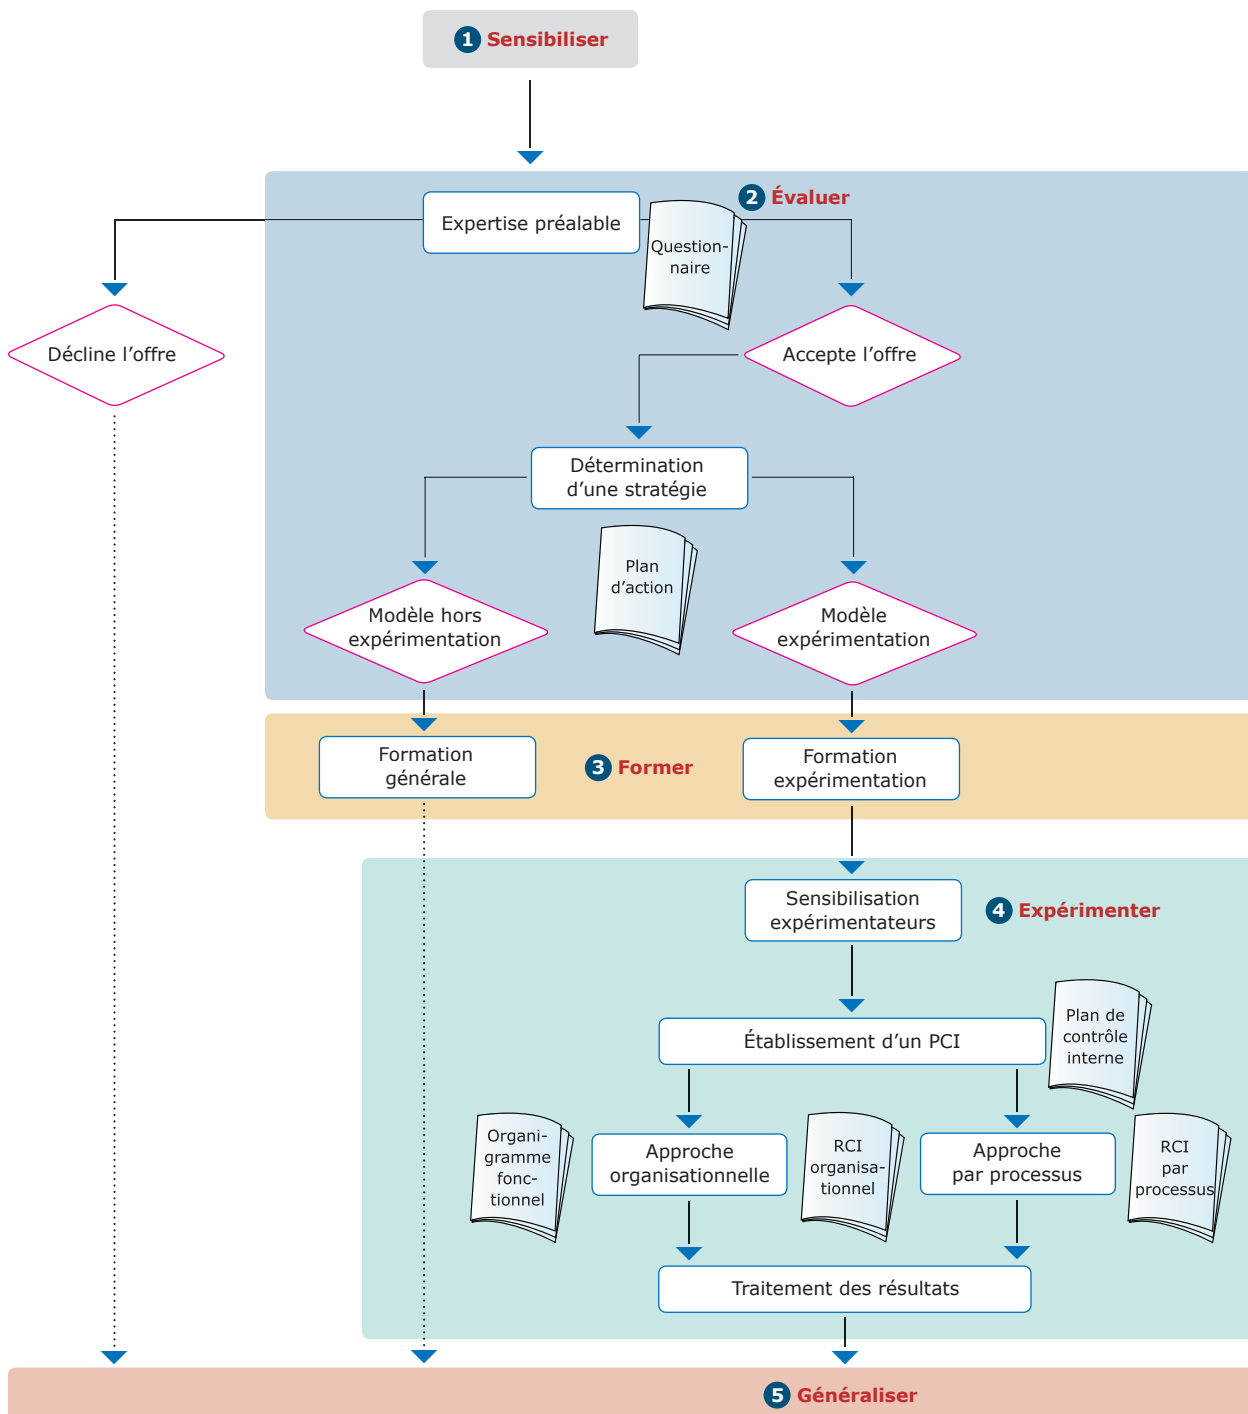 1 Sensibiliser
2 Évaluer
Expertise préalable
Question-
naire
Décline l’offre
Accepte l’offre
Détermination
d’une stratégie
Plan
d’action
Modèle hors
expérimentation
Modèle
expérimentation
Formation
générale
3 Former
Formation
expérimentation
Sensibilisation
expérimentateurs
4 Expérimenter
Plan de
contrôle
interne
Établissement d’un PCI
Organi-
gramme
fonc-
tionnel
Approche
organisationnelle
RCI
organisa-
tionnel
Approche
par processus
RCI
par
processus
Traitement des résultats
5 Généraliser